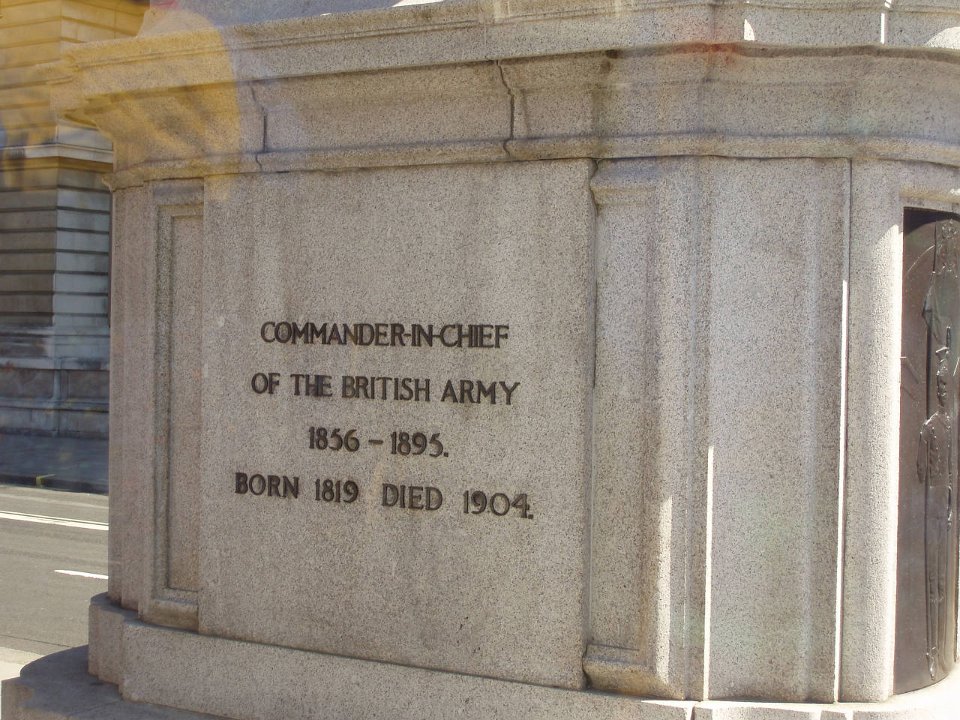 COMMANDER-IN-CHIEF
OF THE BRITISH ARMY
1856 – 1895.
BORN 1819 DIED 1904.